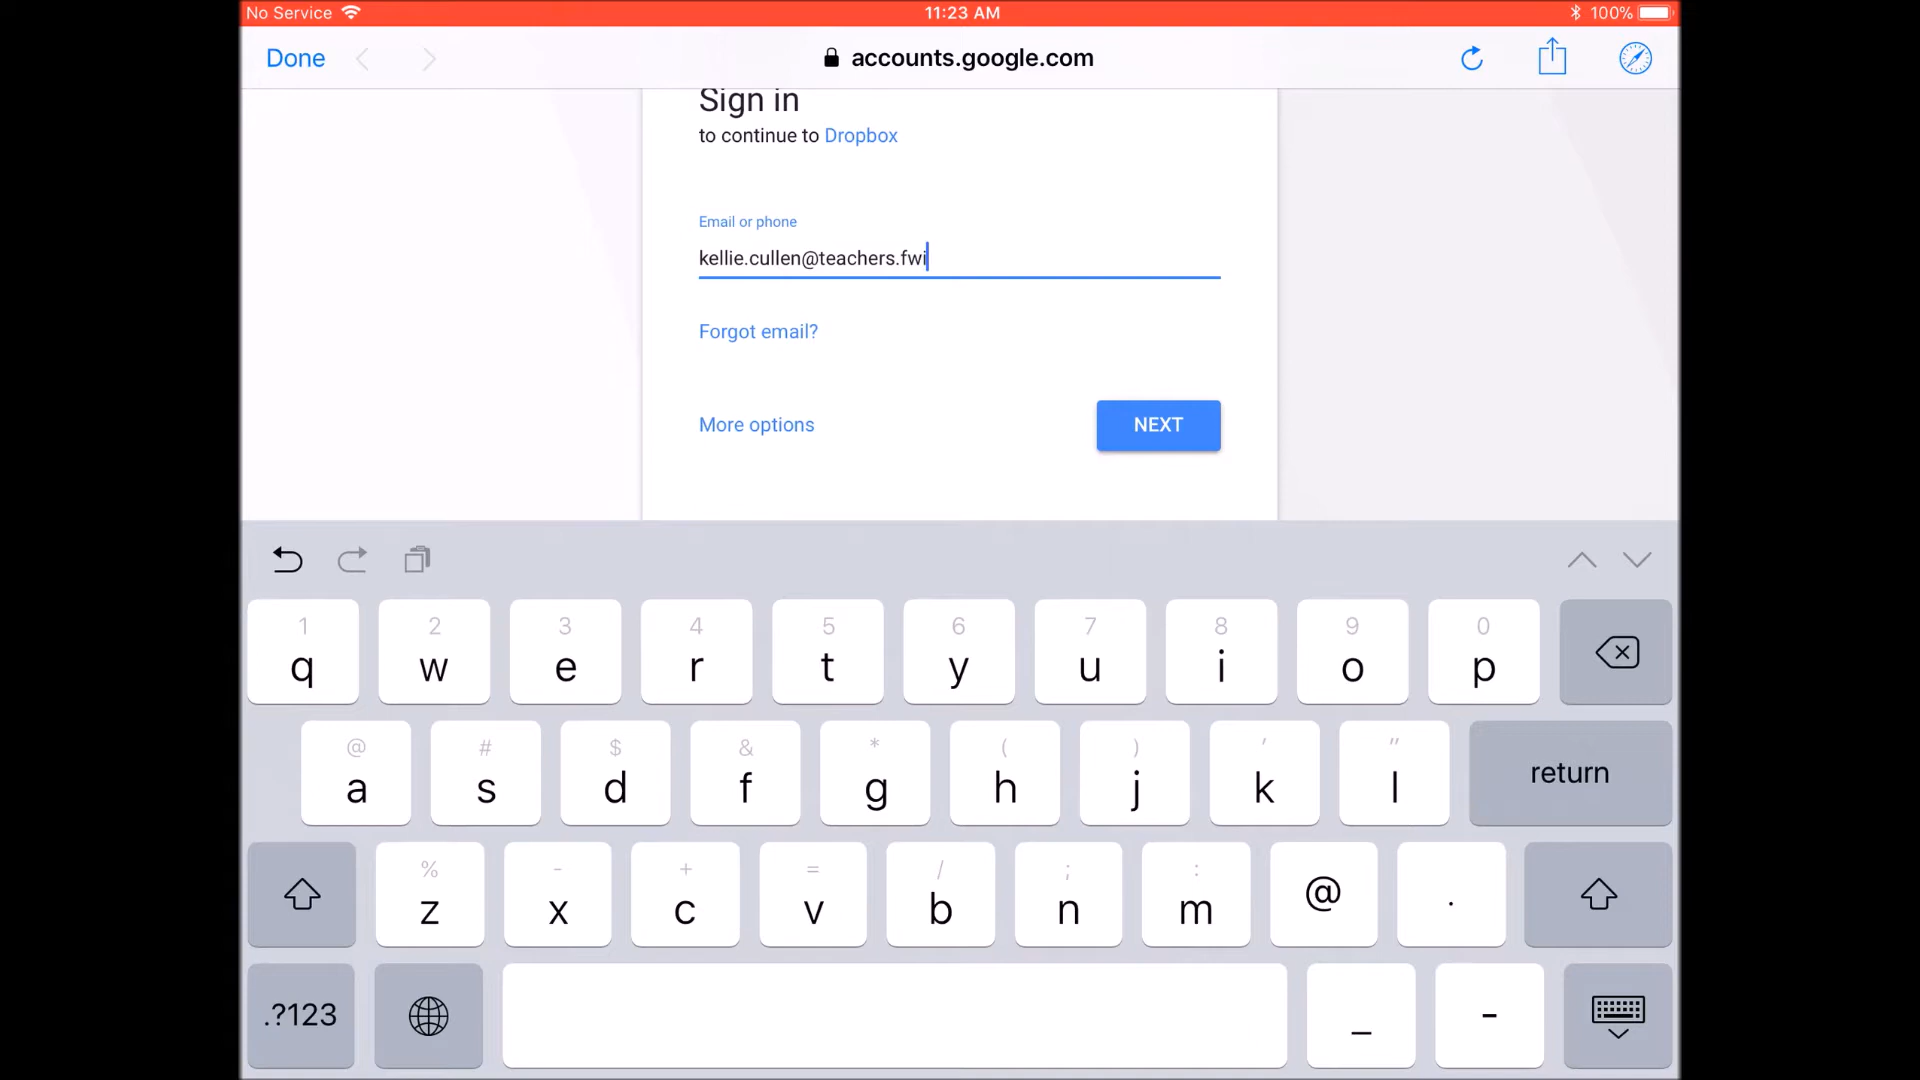 No Service
11:23 AM
100%
Done
accounts.google.com
Sign in
to continue to Dropbox
Email or phone
kellie.cullen@teachers.fwi
Forgot email?
More options
NEXT
1 2 3 4 5 6 7 8 9 0
q w e r t y u i o p
@ # $ & * ( ) ' "
a s d f g h j k l return
% - + = / ; :
z x c v b n m @ .
.?123 _ -